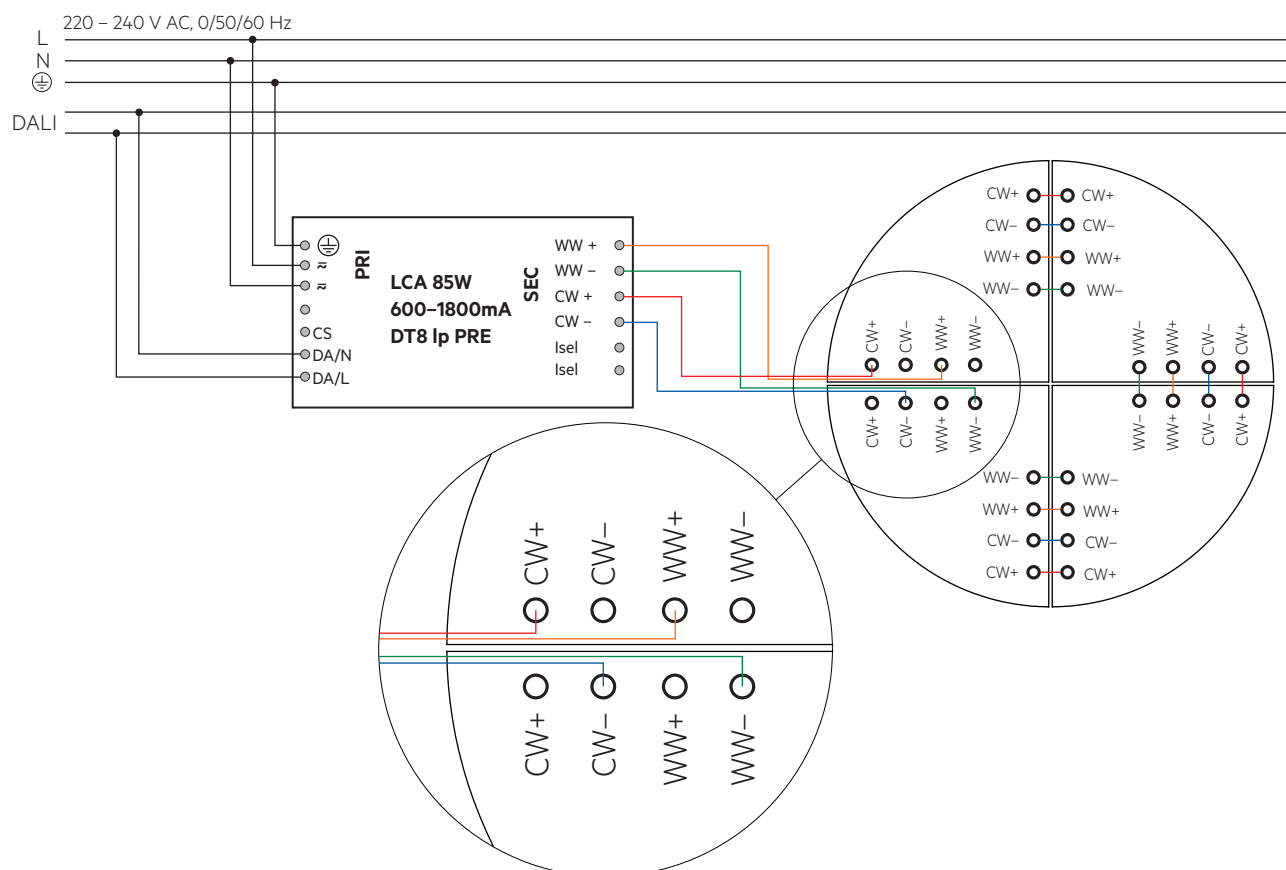 220 – 240 V AC, 0/50/60 Hz
L
N
DALI
PRI
LCA 85W
600–1800mA
DT8 lp PRE
SEC
≂
≂
CS
DA/N
DA/L
WW +
WW –
CW +
CW –
Isel
Isel
CW+ CW+
CW– CW–
WW+ WW+
WW– WW–
CW+ CW– WW+ WW–
CW+ CW– WW+ WW–
WW– WW+ CW– CW+
WW– WW+ CW– CW+
WW– WW–
WW+ WW+
CW– CW–
CW+ CW+
CW+ CW– WW+ WW–
CW+ CW– WW+ WW–